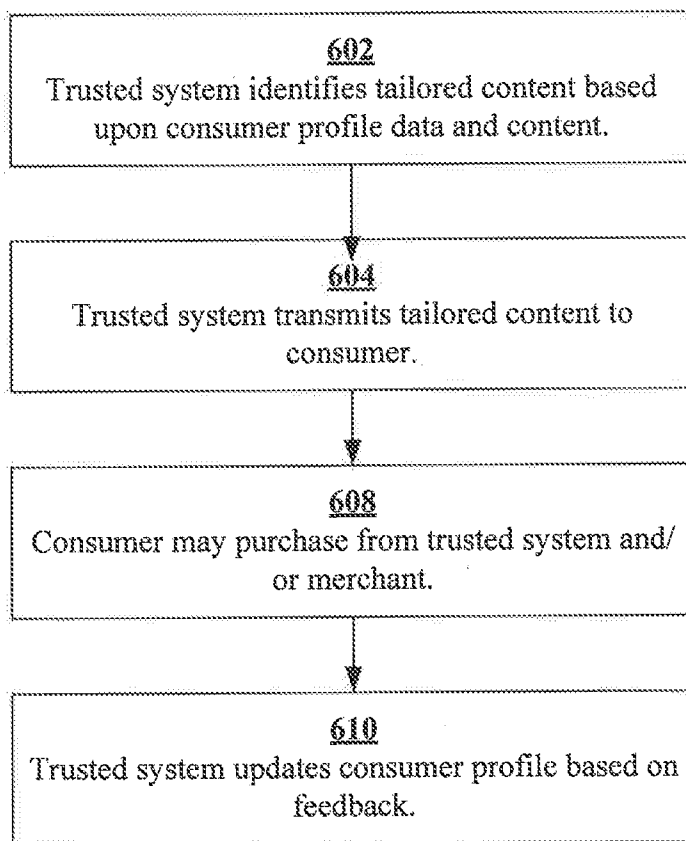 602
Trusted system identifies tailored content based
upon consumer profile data and content.
604
Trusted system transmits tailored content to
consumer.
608
Consumer may purchase from trusted system and/
or merchant.
610
Trusted system updates consumer profile based on
feedback.